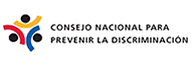 CONSEJO NACIONAL PARA
PREVENIR LA DISCRIMINACIÓN